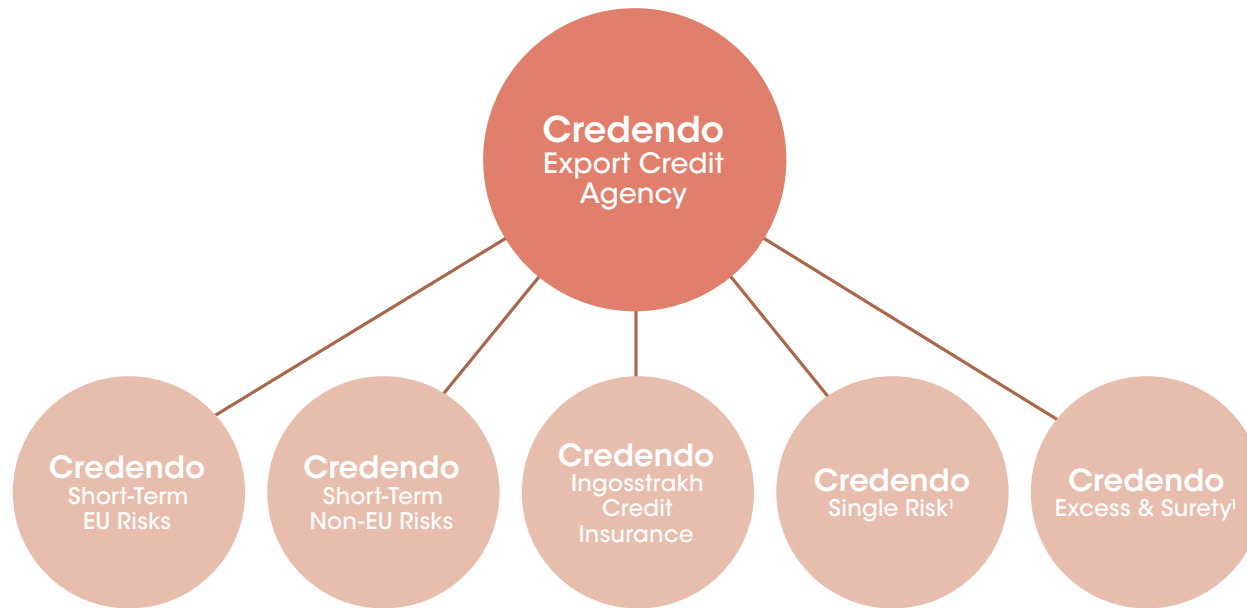 Credendo
Export Credit
Agency
Credendo
Short-Term
EU Risks
Credendo
Short-Term
Non-EU Risks
Credendo
Ingosstrakh
Credit
Insurance
Credendo
Single Risk¹
Credendo
Excess & Surety¹